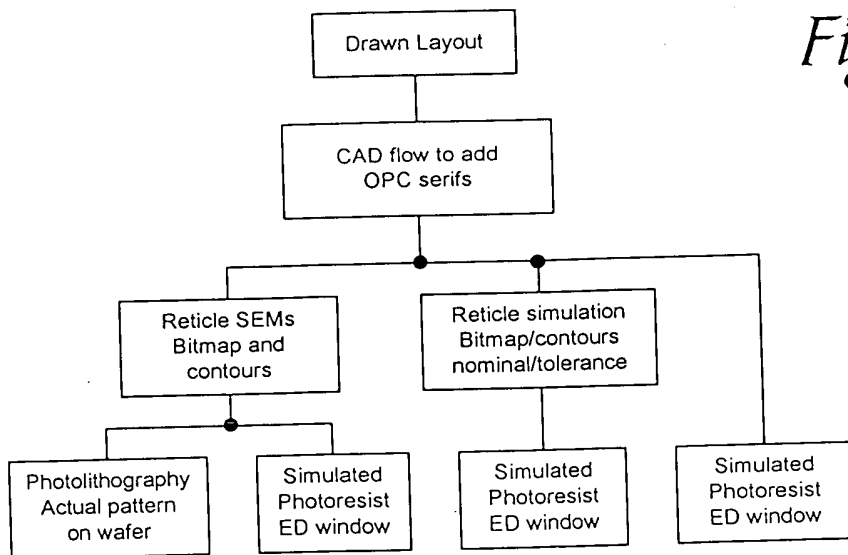 Drawn Layout
CAD flow to add
OPC serifs
Reticle SEMs
Bitmap and
contours
Reticle simulation
Bitmap/contours
nominal/tolerance
Photolithography
Actual pattern
on wafer
Simulated
Photoresist
ED window
Simulated
Photoresist
ED window
Simulated
Photoresist
ED window